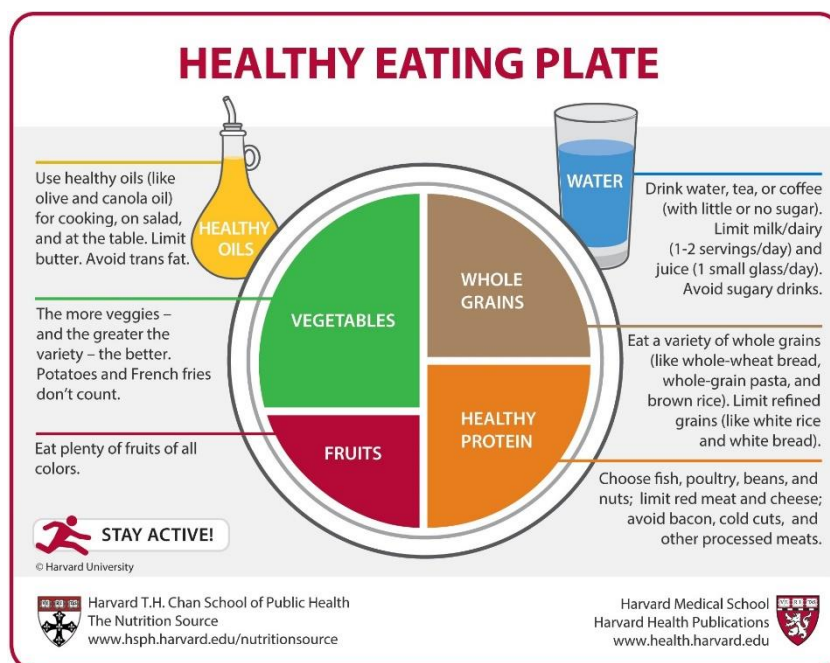 HEALTHY EATING PLATE
Use healthy oils (like
olive and canola oil)
for cooking, on salad,
and at the table. Limit
butter. Avoid trans fat.
HEALTHY
OILS
The more veggies –
and the greater the
variety – the better.
Potatoes and French fries
don't count.
Eat plenty of fruits of all
colors.
VEGETABLES
FRUITS
WHOLE
GRAINS
HEALTHY
PROTEIN
WATER
Drink water, tea, or coffee
(with little or no sugar).
Limit milk/dairy
(1-2 servings/day) and
juice (1 small glass/day).
Avoid sugary drinks.
Eat a variety of whole grains
(like whole-wheat bread,
whole-grain pasta, and
brown rice). Limit refined
grains (like white rice
and white bread).
Choose fish, poultry, beans, and
nuts; limit red meat and cheese;
avoid bacon, cold cuts, and
other processed meats.
STAY ACTIVE!
© Harvard University
Harvard T.H. Chan School of Public Health
The Nutrition Source
www.hsph.harvard.edu/nutritionsource
Harvard Medical School
Harvard Health Publications
www.health.harvard.edu